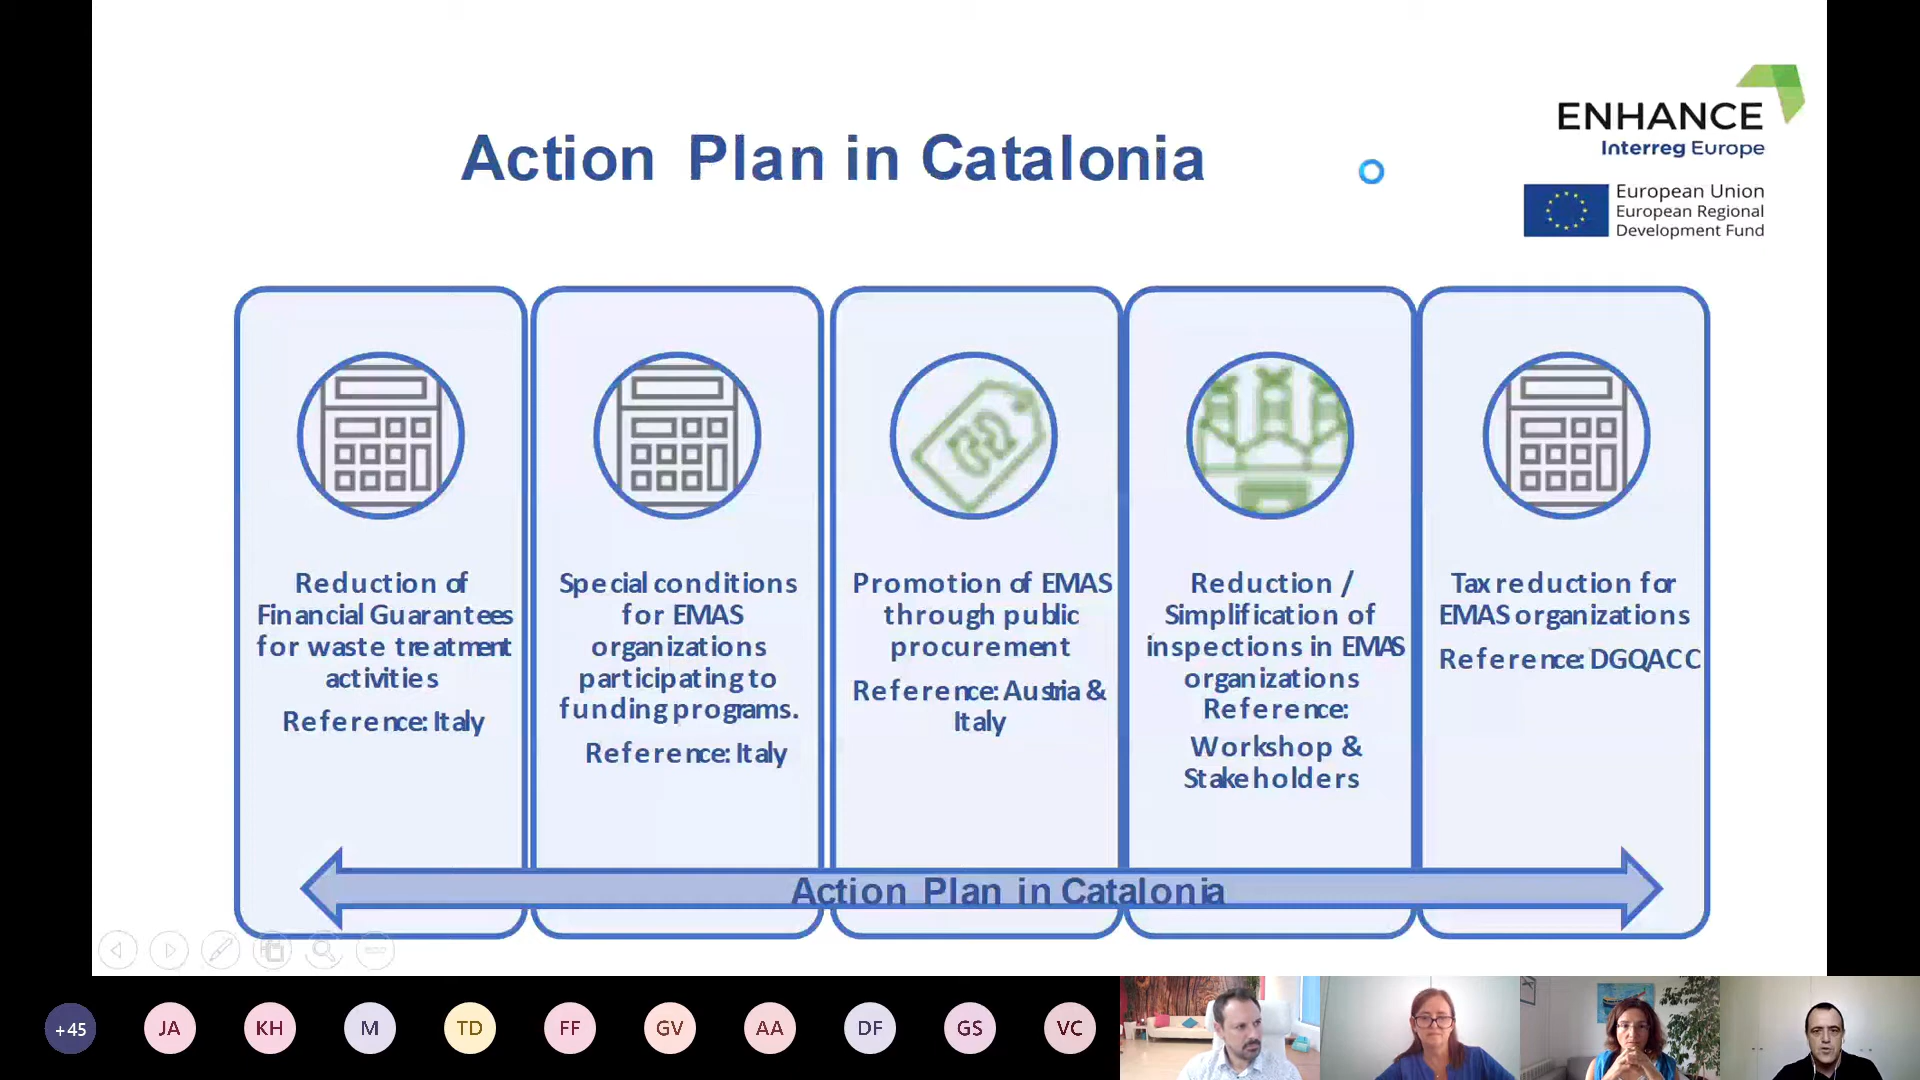 Action Plan in Catalonia
ENHANCE
Interreg Europe
European Union
European Regional
Development Fund
Reduction of
Financial Guarantees
for waste treatment
activities
Reference: Italy
Special conditions
for EMAS
organizations
participating to
funding programs.
Reference: Italy
Promotion of EMAS
through public
procurement
Reference: Austria &
Italy
Reduction /
Simplification of
inspections in EMAS
organizations
Reference:
Workshop &
Stakeholders
Tax reduction for
EMAS organizations
Reference: DGQACC
Action Plan in Catalonia
+45
JA
KH
M
TD
FF
GV
AA
DF
GS
VC